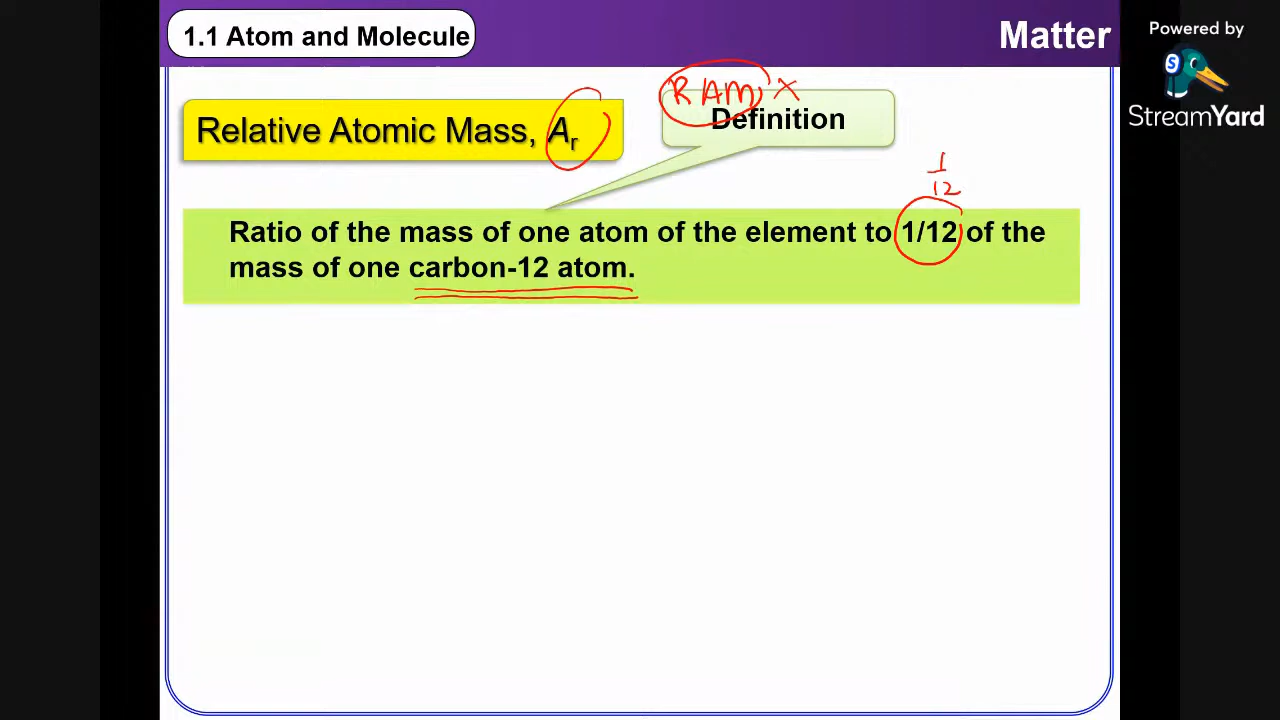 1.1 Atom and Molecule
Matter
Powered by
StreamYard
RAM X
Relative Atomic Mass, Ar
Definition
1
12
Ratio of the mass of one atom of the element to 1/12 of the
mass of one carbon-12 atom.